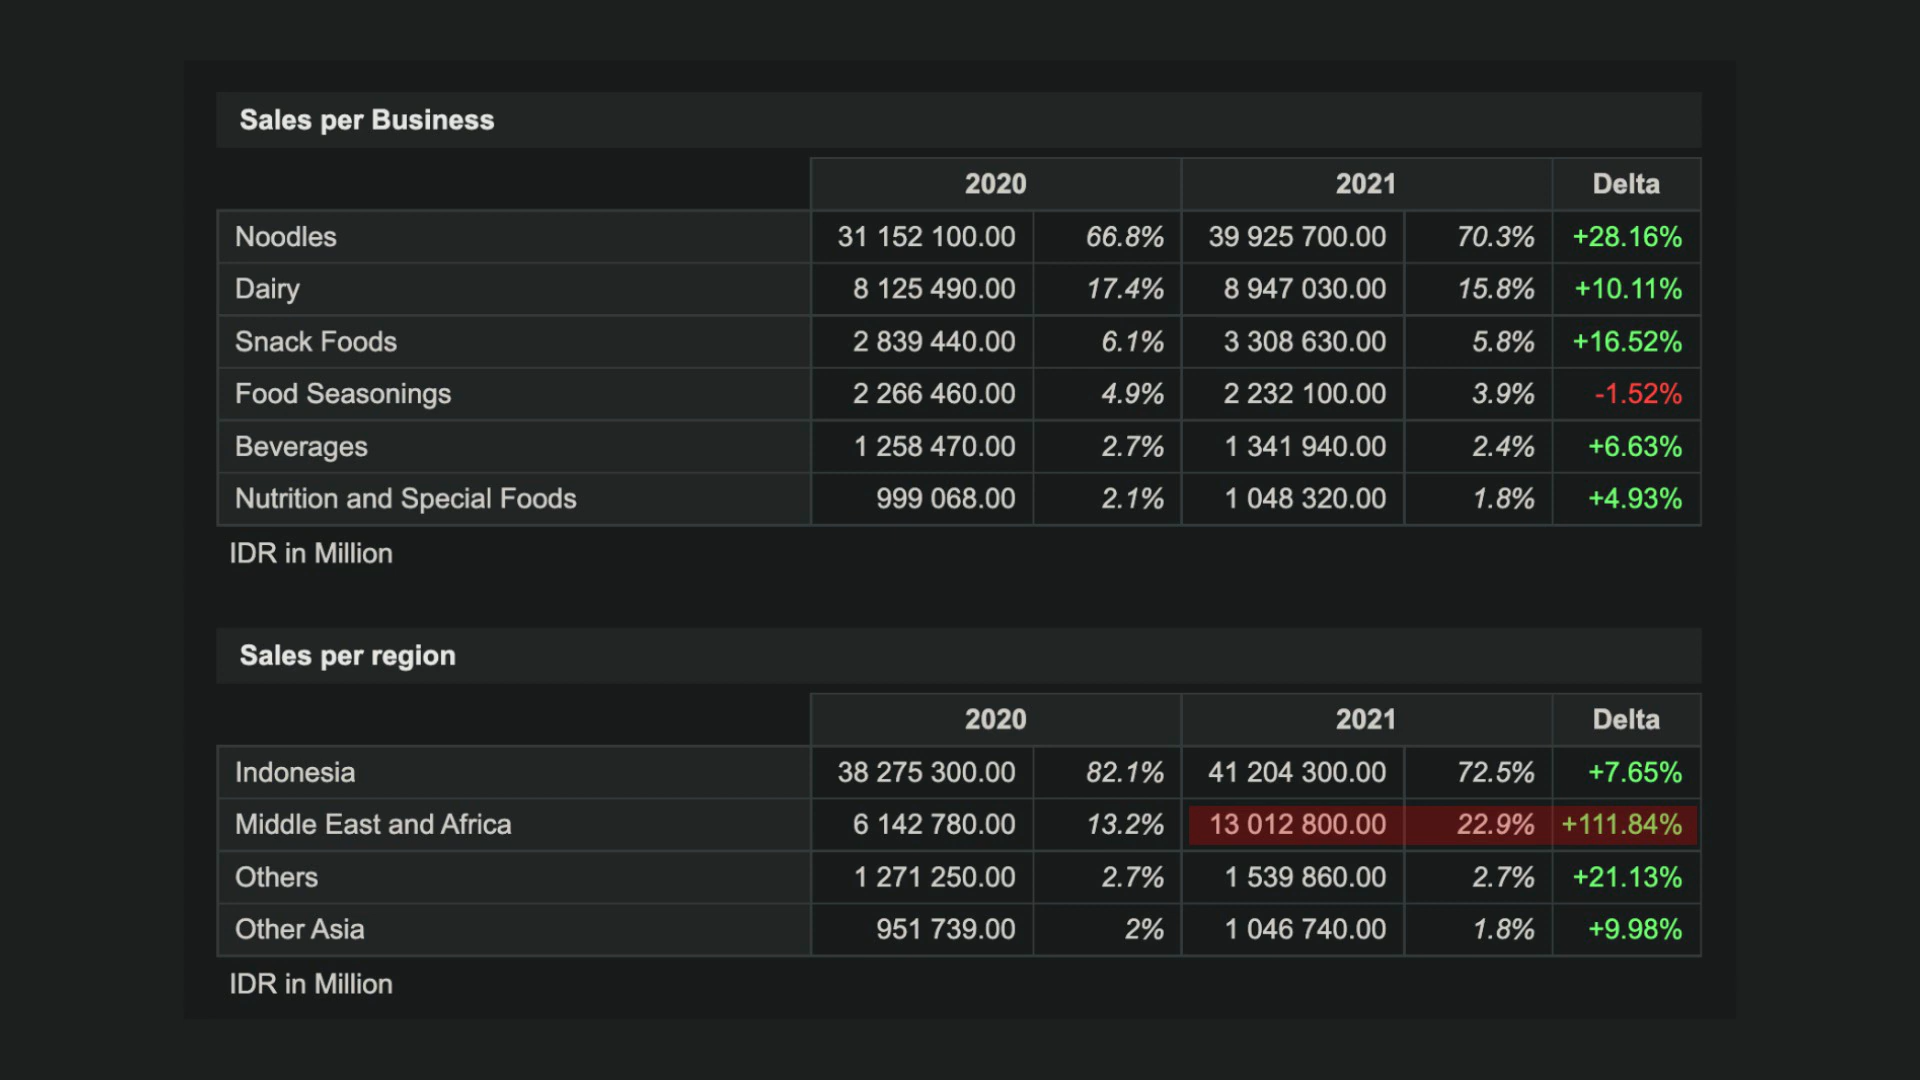 Sales per Business
2020 2021 Delta
Noodles 31 152 100.00 66.8% 39 925 700.00 70.3% +28.16%
Dairy 8 125 490.00 17.4% 8 947 030.00 15.8% +10.11%
Snack Foods 2 839 440.00 6.1% 3 308 630.00 5.8% +16.52%
Food Seasonings 2 266 460.00 4.9% 2 232 100.00 3.9% -1.52%
Beverages 1 258 470.00 2.7% 1 341 940.00 2.4% +6.63%
Nutrition and Special Foods 999 068.00 2.1% 1 048 320.00 1.8% +4.93%
IDR in Million
Sales per region
2020 2021 Delta
Indonesia 38 275 300.00 82.1% 41 204 300.00 72.5% +7.65%
Middle East and Africa 6 142 780.00 13.2% 13 012 800.00 22.9% +111.84%
Others 1 271 250.00 2.7% 1 539 860.00 2.7% +21.13%
Other Asia 951 739.00 2% 1 046 740.00 1.8% +9.98%
IDR in Million